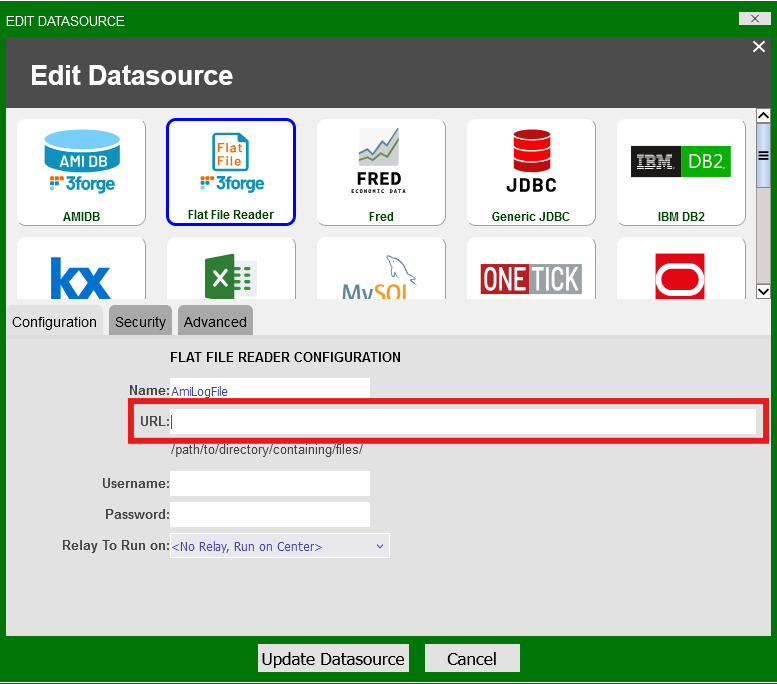 EDIT DATASOURCE
Edit Datasource
AMI DB
3forge
AMIDB
Flat
File
3forge
Flat File Reader
FRED
ECONOMIC DATA
Fred
JDBC
Generic JDBC
IBM DB2
IBM DB2
kx
X
MySQL
ONETICK
Configuration
Security
Advanced
FLAT FILE READER CONFIGURATION
Name: AmiLogFile
URL:
/path/to/directory/containing/files/
Username:
Password:
Relay To Run on: <No Relay, Run on Center>
Update Datasource
Cancel